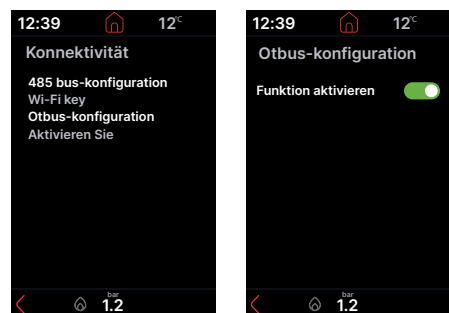 12:39 12°C
Konnektivität
485 bus-konfiguration
Wi-Fi key
Otbus-konfiguration
Aktivieren Sie
bar
1.2
12:39 12°C
Otbus-konfiguration
Funktion aktivieren
bar
1.2